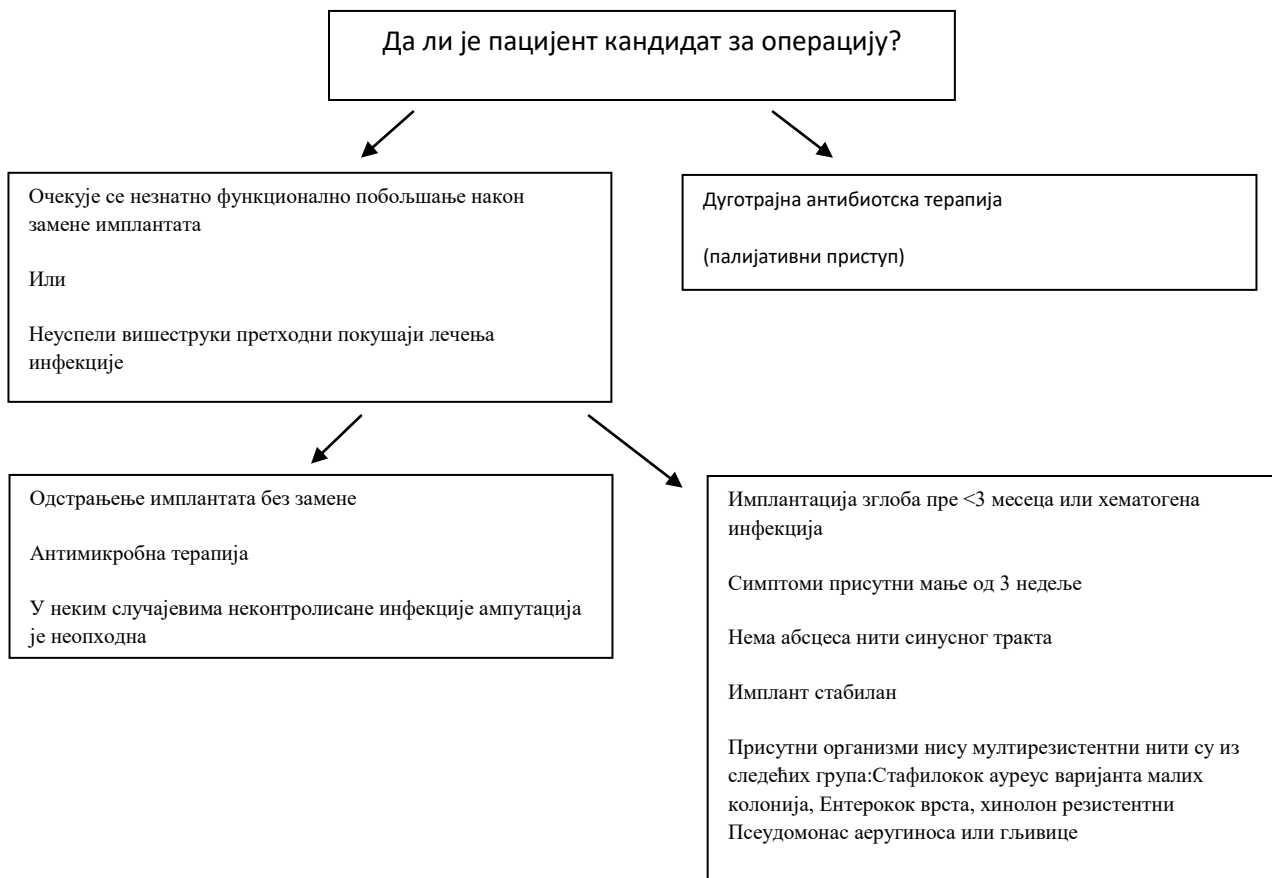 Да ли је пацијент кандидат за операцију?
Очекује се незнатно функционално побољшање након
замене имплантата
Или
Неуспели вишеструки претходни покушаји лечења
инфекције
Дуготрајна антибиотска терапија
(палијативни приступ)
Одстрањење имплантата без замене
Антимикробна терапија
У неким случајевима неконтролисане инфекције ампутација
је неопходна
Имплантација зглоба пре <3 месеца или хематогена
инфекција
Симптоми присутни мање од 3 недеље
Нема абсцеса нити синусног тракта
Имплант стабилан
Присутни организми нису мултирезистентни нити су из
следећих група:Стафилокок ауреус варијанта малих
колонија, Ентерокок врста, хинолон резистентни
Псеудомонас аеругиноса или гљивице